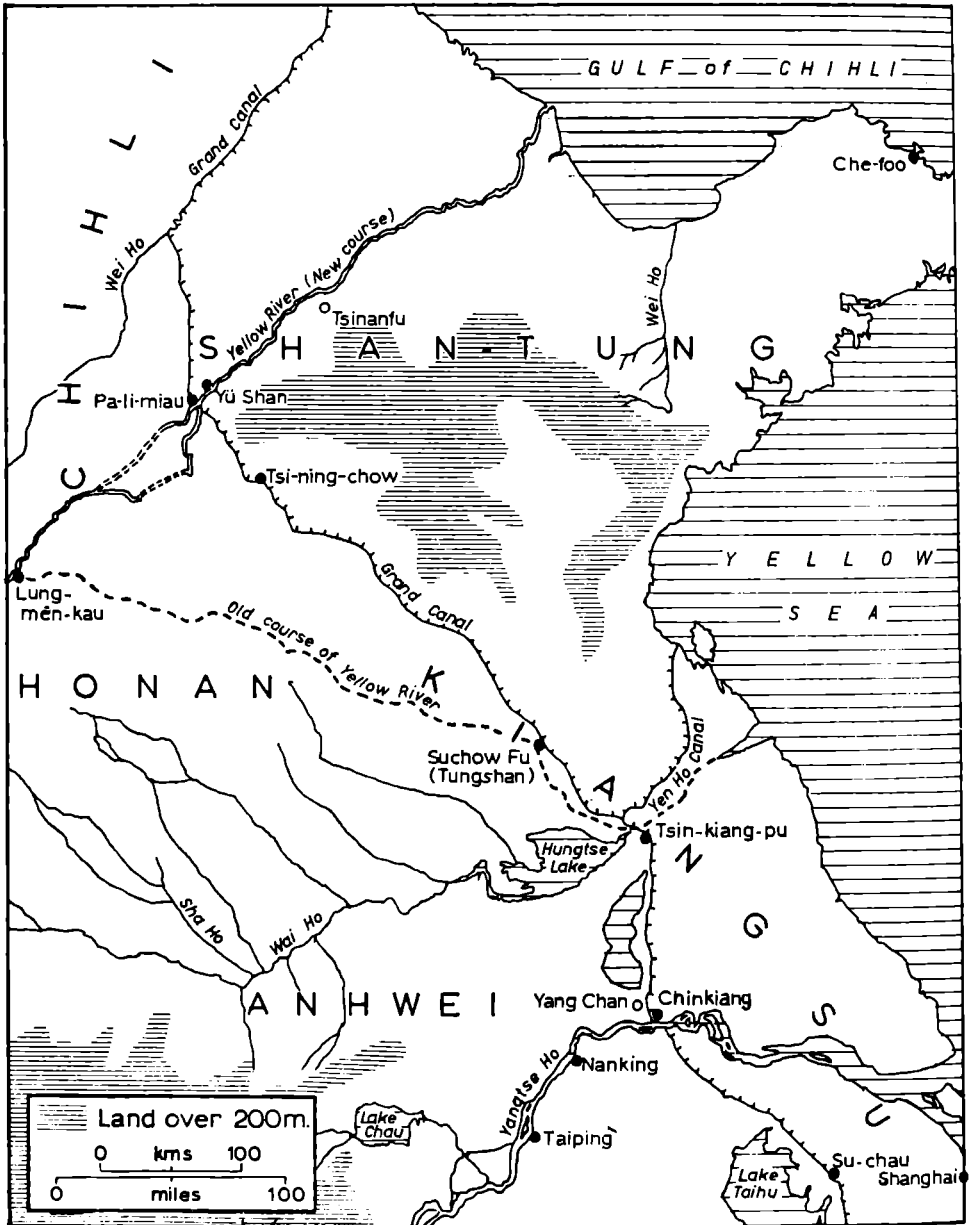 GULF of CHIHLI
CHIHLI
Grand Canal
Che-foo
Wei Ho
Yellow River (New course)
Wei Ho
Tsinanfu
SHAN-TUNG
Pa-li-miau
Yü Shan
Tsi-ning-chow
YELLOW
SEA
Grand Canal
Lung-
mên-kau
Old course of Yellow River
HONAN
KIANGSU
Suchow Fu
(Tungshan)
Yen Ho Canal
Tsin-kiang-pu
Hungtse
Lake
Sha Ho
Wai Ho
ANHWEI
Yang Chan
Chinkiang
Nanking
Yangtse Ho
Land over 200m.
0 kms 100
0 miles 100
Lake
Chau
Taiping
Lake
Taihu
Su-chau
Shanghai